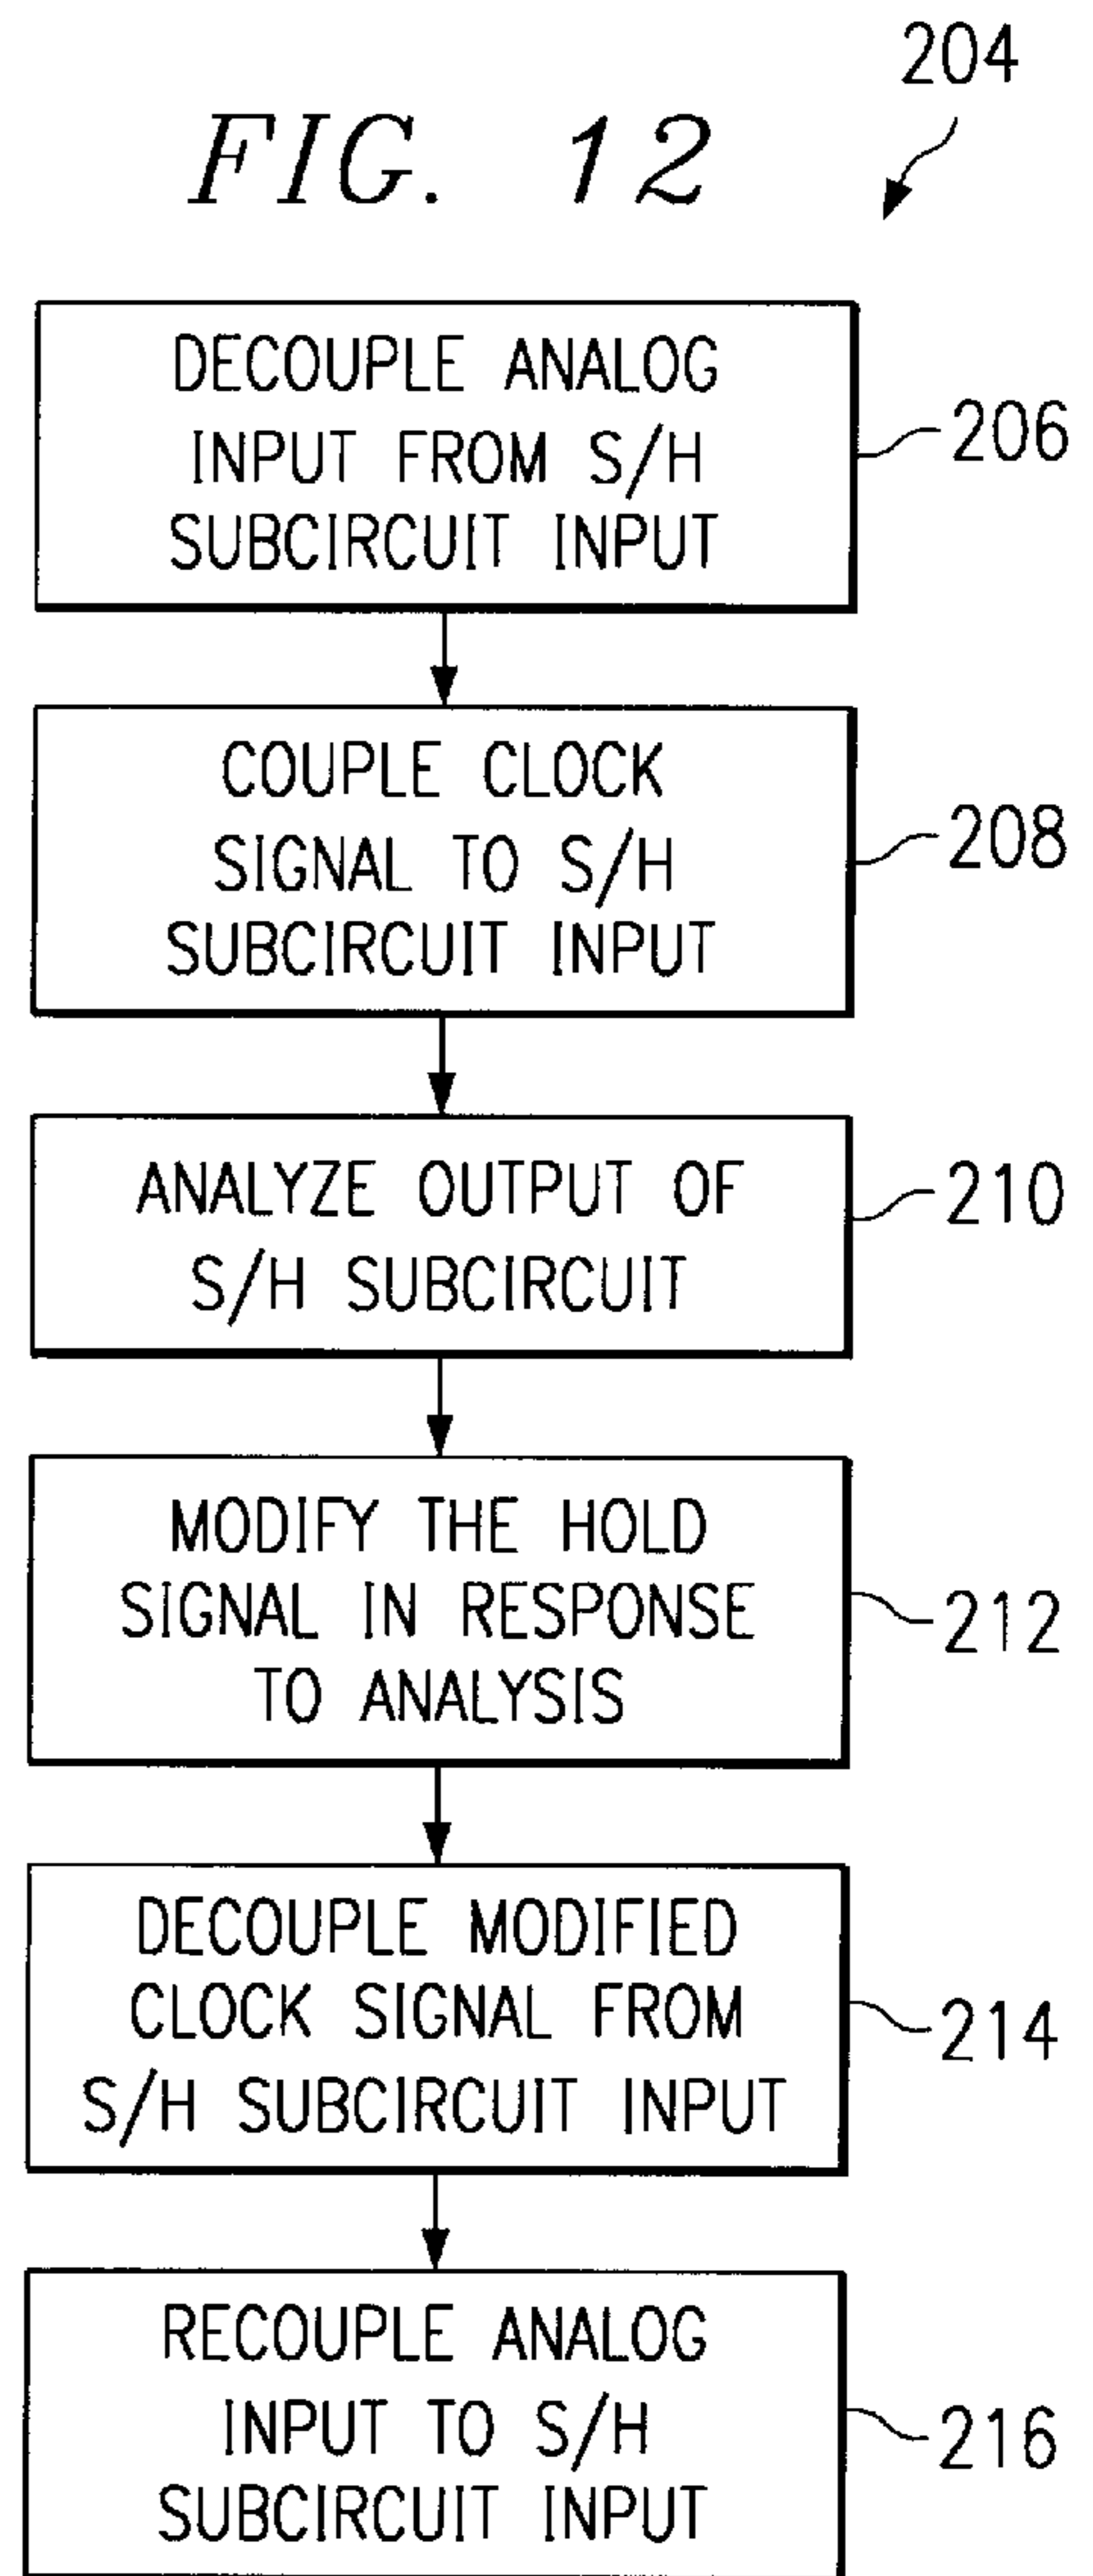 204
FIG. 12
DECOUPLE ANALOG
INPUT FROM S/H
SUBCIRCUIT INPUT
206
COUPLE CLOCK
SIGNAL TO S/H
SUBCIRCUIT INPUT
208
ANALYZE OUTPUT OF
S/H SUBCIRCUIT
210
MODIFY THE HOLD
SIGNAL IN RESPONSE
TO ANALYSIS
212
DECOUPLE MODIFIED
CLOCK SIGNAL FROM
S/H SUBCIRCUIT INPUT
214
RECOUPLE ANALOG
INPUT TO S/H
SUBCIRCUIT INPUT
216